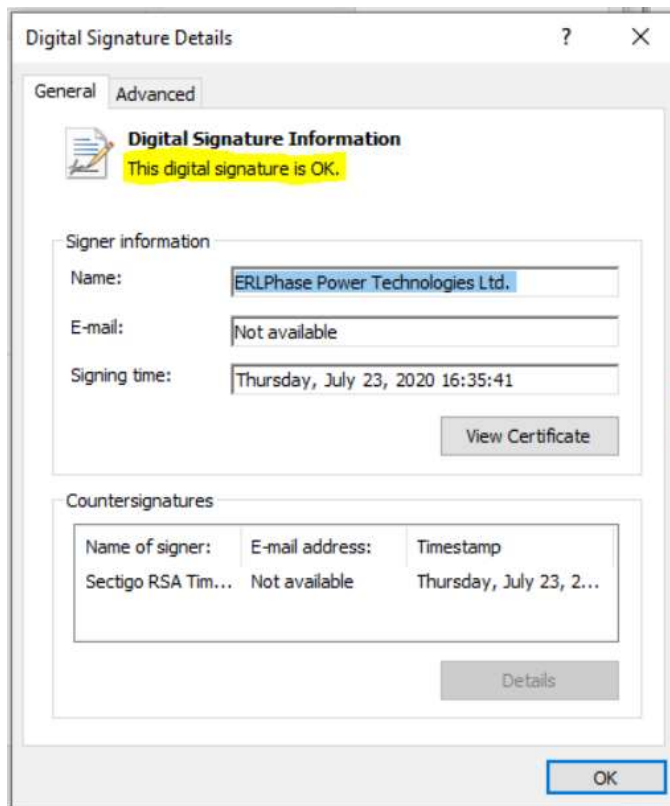 Digital Signature Details ? X
General Advanced
Digital Signature Information
This digital signature is OK.
Signer information
Name: ERLPhase Power Technologies Ltd.
E-mail: Not available
Signing time: Thursday, July 23, 2020 16:35:41
View Certificate
Countersignatures
Name of signer: E-mail address: Timestamp
Sectigo RSA Tim... Not available Thursday, July 23, 2...
Details
OK